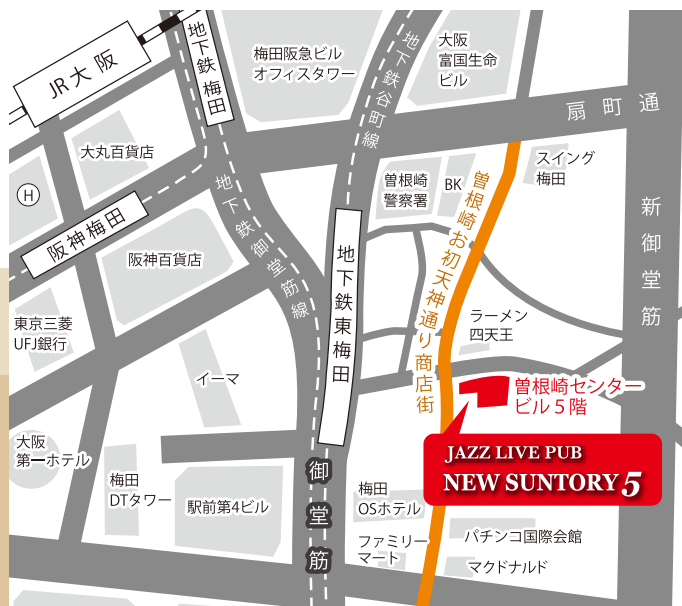 JR大阪
地下鉄梅田
梅田阪急ビル
オフィスタワー
地下鉄谷町線
大阪
富国生命
ビル
扇町通
大丸百貨店
H
阪神梅田
阪神百貨店
地下鉄御堂筋線
曽根崎
警察署
BK
スイング
梅田
曽根崎お初天神通り商店街
新御堂筋
地下鉄東梅田
東京三菱
UFJ銀行
イーマ
ラーメン
四天王
曽根崎センター
ビル5階
JAZZ LIVE PUB
NEW SUNTORY 5
大阪
第一ホテル
梅田
DTタワー
駅前第4ビル
御堂筋
梅田
OSホテル
ファミリー
マート
パチンコ国際会館
マクドナルド